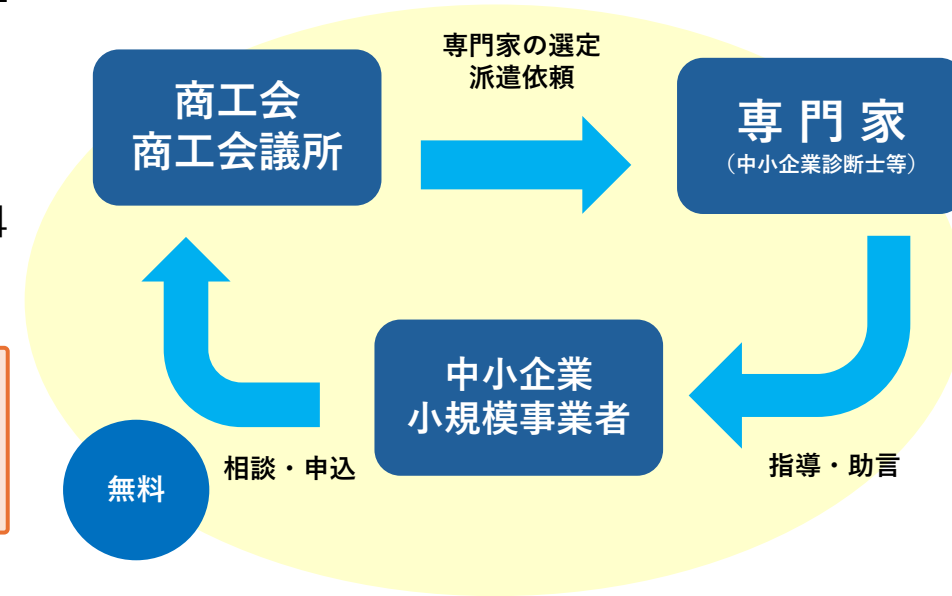 専門家の選定
派遣依頼
商工会
商工会議所
専門家
（中小企業診断士等）
中小企業
小規模事業者
相談・申込
無料
指導・助言